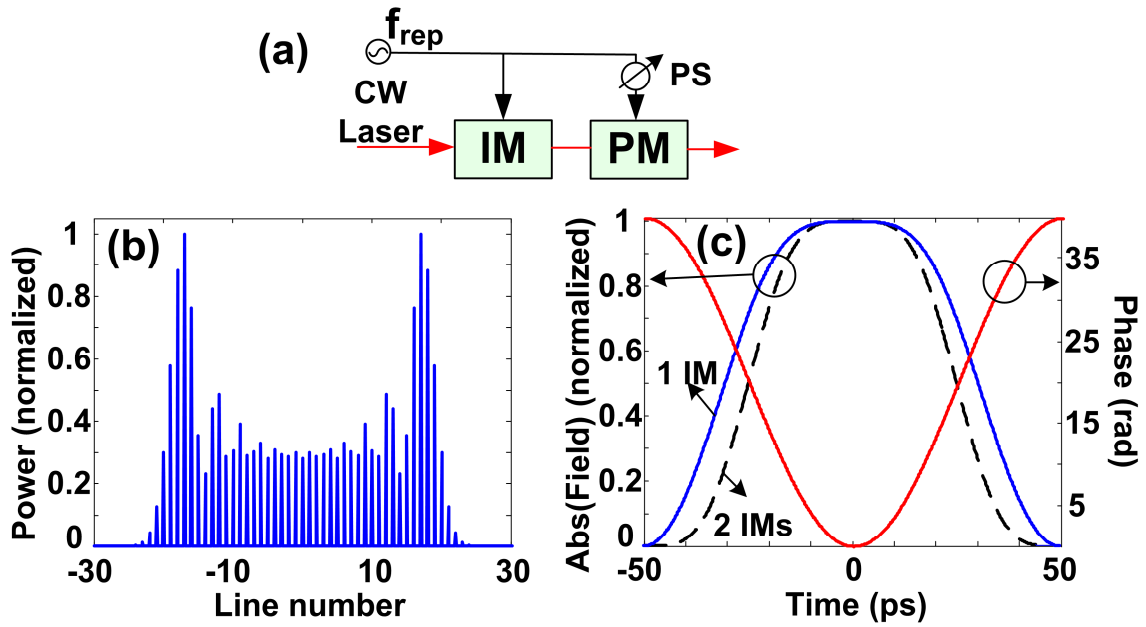 (a)
f_rep
PS
CW
Laser
IM
PM
(b)
Power (normalized)
1
0.8
0.6
0.4
0.2
0
-30
-10
10
30
Line number
(c)
Abs(Field) (normalized)
1
0.8
0.6
0.4
0.2
0
1 IM
2 IMs
-50
0
50
Time (ps)
35
25
15
5
Phase (rad)